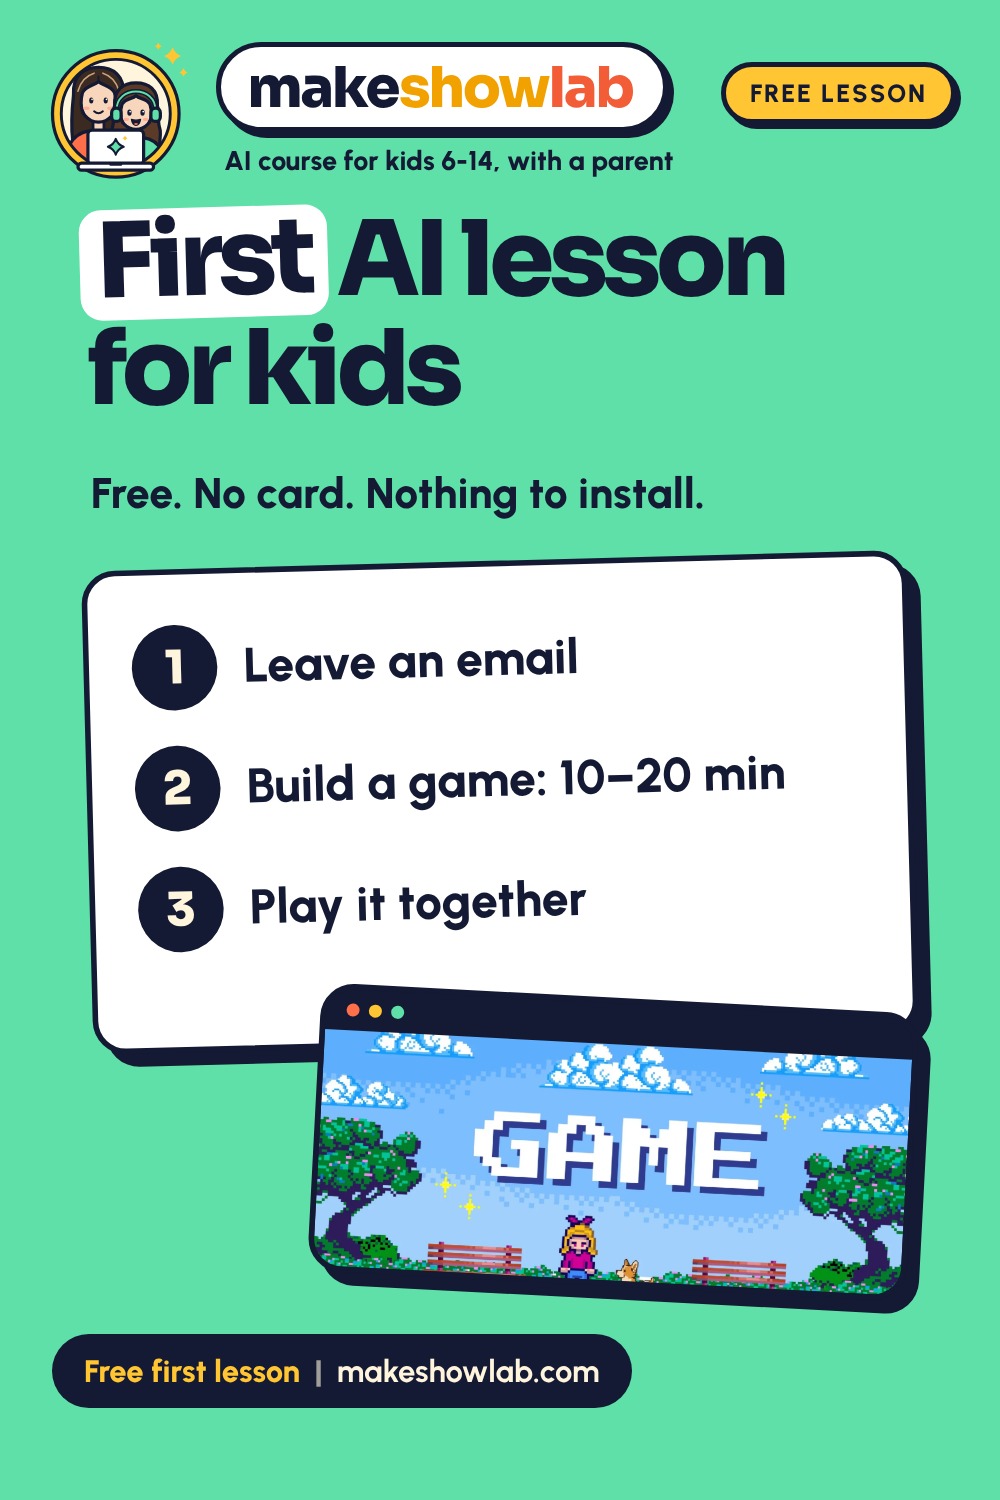 makeshowlab
FREE LESSON
AI course for kids 6-14, with a parent
First AI lesson
for kids
Free. No card. Nothing to install.
1 Leave an email
2 Build a game: 10–20 min
3 Play it together
GAME
Free first lesson | makeshowlab.com